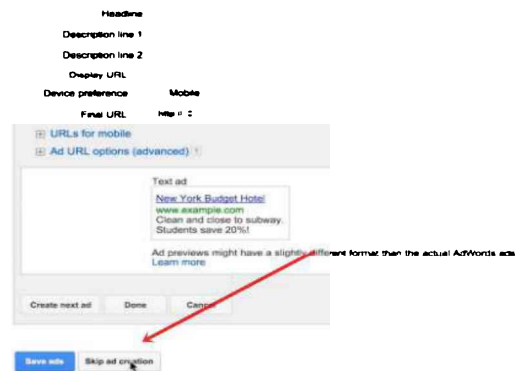 Headline
Description line 1
Description line 2
Display URL
Device preference Mobile
Final URL http://
URLs for mobile
Ad URL options (advanced) ?
Text ad
New York Budget Hotel
www.example.com
Clean and close to subway.
Students save 20%!
Ad previews might have a slightly different format than the actual AdWords ads
Learn more
Create next ad Done Cancel
Save ads Skip ad creation